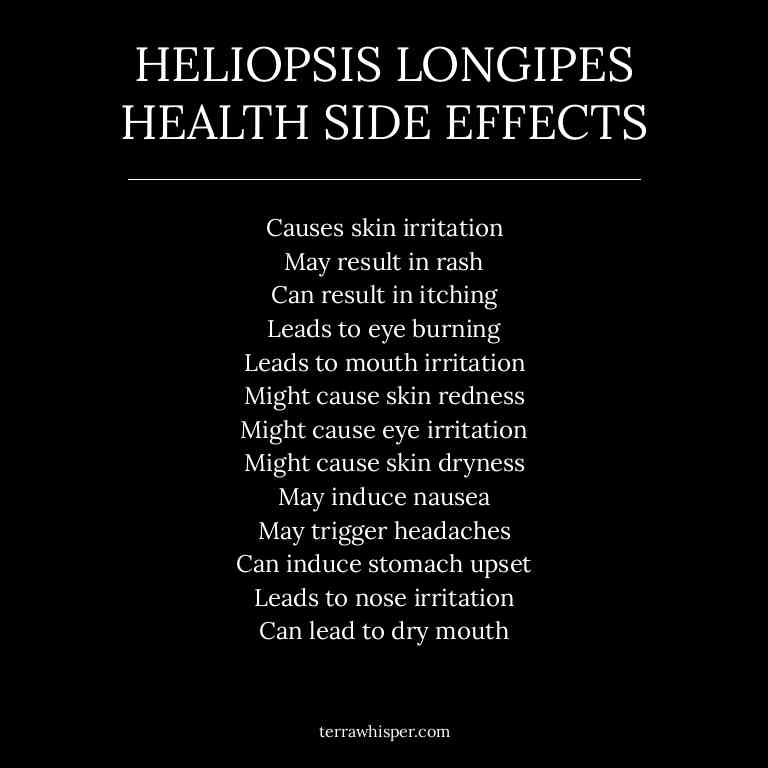 HELIOPSIS LONGIPES
HEALTH SIDE EFFECTS
Causes skin irritation
May result in rash
Can result in itching
Leads to eye burning
Leads to mouth irritation
Might cause skin redness
Might cause eye irritation
Might cause skin dryness
May induce nausea
May trigger headaches
Can induce stomach upset
Leads to nose irritation
Can lead to dry mouth
terrawhisper.com